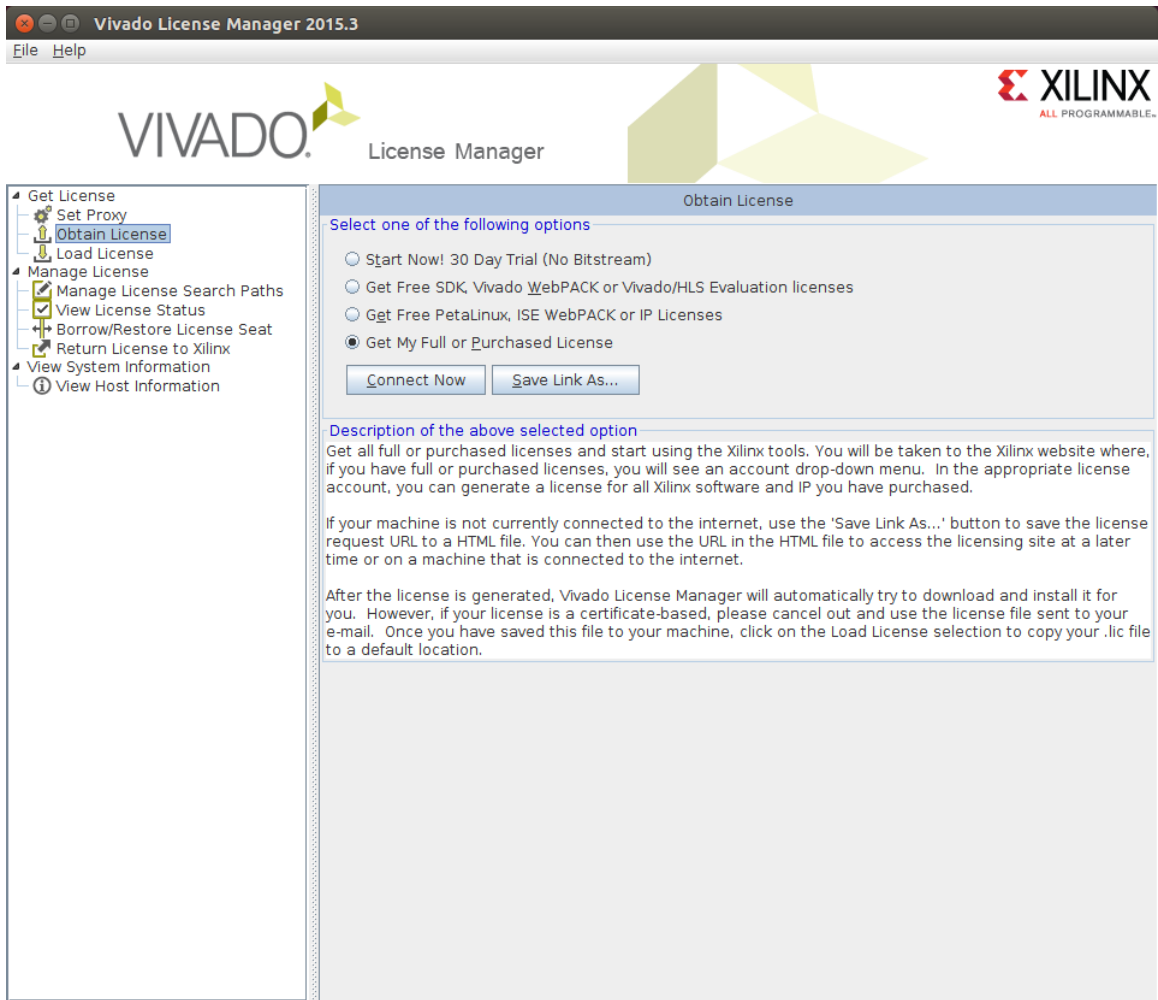 Vivado License Manager 2015.3
File Help
VIVADO.
License Manager
XILINX
ALL PROGRAMMABLE™
Get License
Set Proxy
Obtain License
Load License
Manage License
Manage License Search Paths
View License Status
Borrow/Restore License Seat
Return License to Xilinx
View System Information
View Host Information
Obtain License
Select one of the following options
Start Now! 30 Day Trial (No Bitstream)
Get Free SDK, Vivado WebPACK or Vivado/HLS Evaluation licenses
Get Free PetaLinux, ISE WebPACK or IP Licenses
Get My Full or Purchased License
Connect Now Save Link As...
Description of the above selected option
Get all full or purchased licenses and start using the Xilinx tools. You will be taken to the Xilinx website where,
if you have full or purchased licenses, you will see an account drop-down menu.  In the appropriate license
account, you can generate a license for all Xilinx software and IP you have purchased.
If your machine is not currently connected to the internet, use the 'Save Link As...' button to save the license
request URL to a HTML file. You can then use the URL in the HTML file to access the licensing site at a later
time or on a machine that is connected to the internet.
After the license is generated, Vivado License Manager will automatically try to download and install it for
you.  However, if your license is a certificate-based, please cancel out and use the license file sent to your
e-mail.  Once you have saved this file to your machine, click on the Load License selection to copy your .lic file
to a default location.